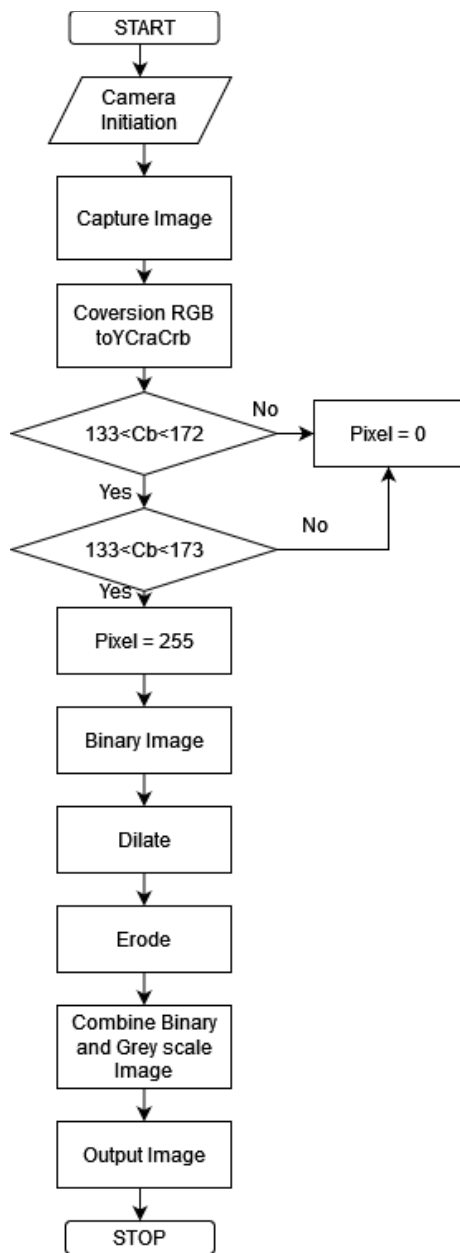 START
Camera
Initiation
Capture Image
Coversion RGB
toYCraCrb
133<Cb<172
No
Pixel = 0
Yes
133<Cb<173
No
Yes
Pixel = 255
Binary Image
Dilate
Erode
Combine Binary
and Grey scale
Image
Output Image
STOP